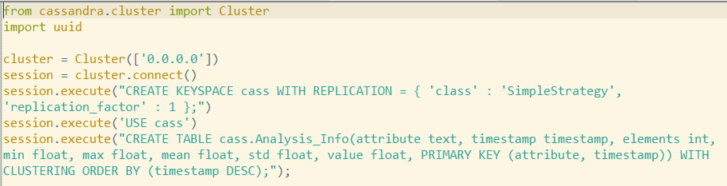 from cassandra.cluster import Cluster
import uuid
cluster = Cluster(['0.0.0.0'])
session = cluster.connect()
session.execute("CREATE KEYSPACE cass WITH REPLICATION = { 'class' : 'SimpleStrategy',
'replication_factor' : 1 };")
session.execute('USE cass')
session.execute("CREATE TABLE cass.Analysis_Info(attribute text, timestamp timestamp, elements int,
min float, max float, mean float, std float, value float, PRIMARY KEY (attribute, timestamp)) WITH
CLUSTERING ORDER BY (timestamp DESC);");